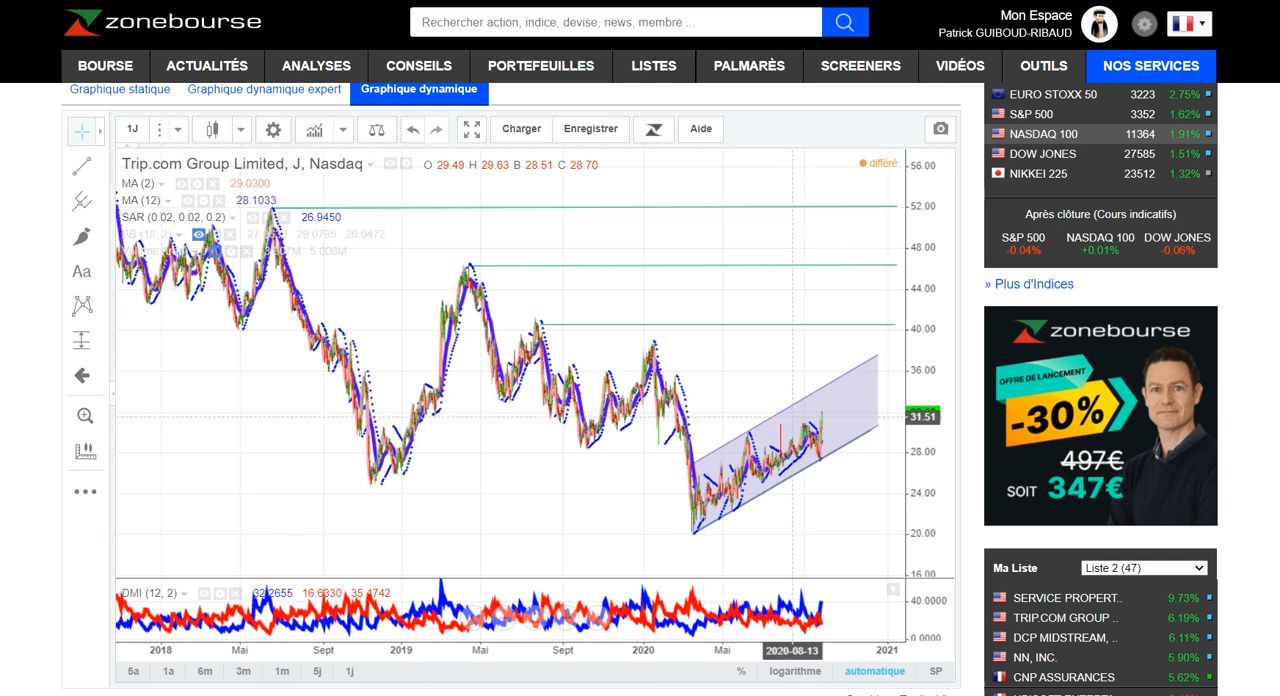 zonebourse
Rechercher action, indice, devise, news, membre ...
Mon Espace
Patrick GUIBOUD-RIBAUD
BOURSE ACTUALITÉS ANALYSES CONSEILS PORTEFEUILLES LISTES PALMARÈS SCREENERS VIDÉOS OUTILS NOS SERVICES
Graphique statique Graphique dynamique expert Graphique dynamique
1J Charger Enregistrer Aide
Trip.com Group Limited, J, Nasdaq O 29.49 H 29.63 B 28.51 C 28.70
différé
MA (2) 29.0300
MA (12) 28.1033
SAR (0.02, 0.02, 0.2) 26.9450
BB (18, 2) 29.0795 26.6472
5.006M
Aa
56.00
52.00
48.00
44.00
40.00
36.00
31.51
28.00
24.00
20.00
16.00
DMI (12, 2) 32.2655 16.6330 35.4742
40.0000
0.0000
2018 Mai Sept 2019 Mai Sept 2020 Mai 2020-08-13 2021
5a 1a 6m 3m 1m 5j 1j % logarithme automatique SP
EURO STOXX 50 3223 2.75%
S&P 500 3352 1.62%
NASDAQ 100 11364 1.91%
DOW JONES 27585 1.51%
NIKKEI 225 23512 1.32%
Après clôture (Cours indicatifs)
S&P 500 NASDAQ 100 DOW JONES
-0.04% +0.01% -0.06%
» Plus d'Indices
zonebourse
OFFRE DE LANCEMENT
-30%
497€
SOIT 347€
Ma Liste Liste 2 (47)
SERVICE PROPERT.. 9.73%
TRIP.COM GROUP .. 6.19%
DCP MIDSTREAM, .. 6.11%
NN, INC. 5.90%
CNP ASSURANCES 5.62%